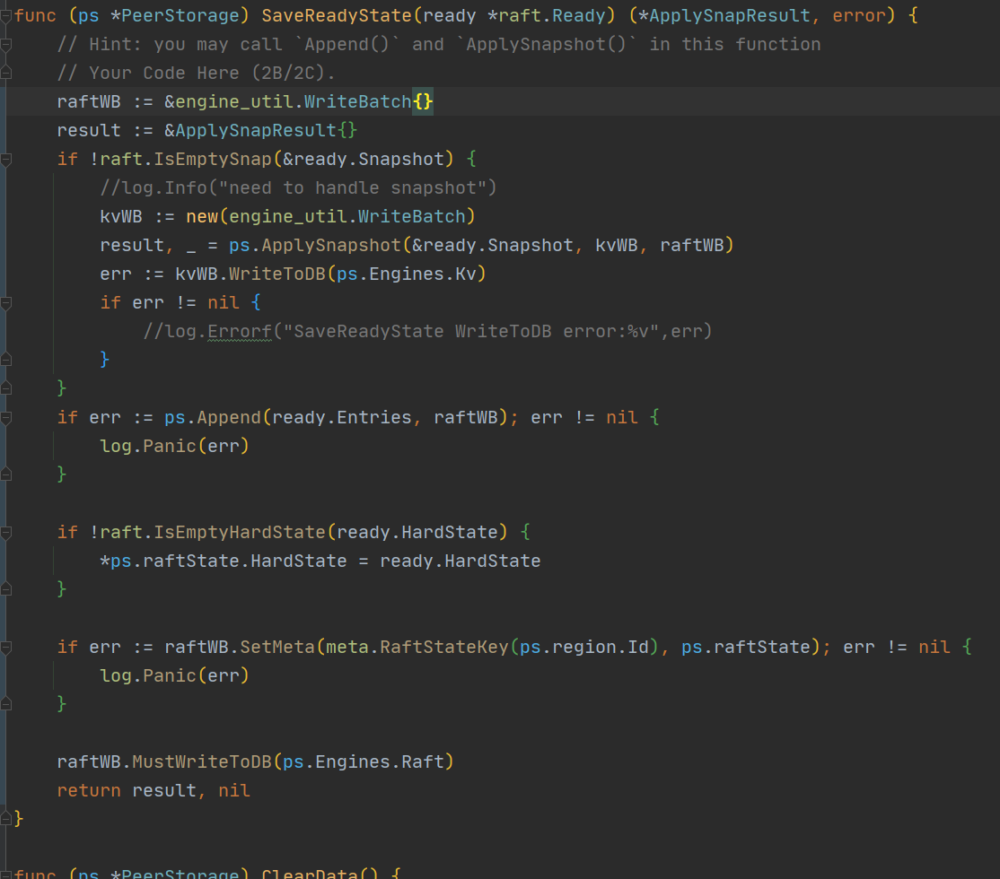 func (ps *PeerStorage) SaveReadyState(ready *raft.Ready) (*ApplySnapResult, error) {
    // Hint: you may call `Append()` and `ApplySnapshot()` in this function
    // Your Code Here (2B/2C).
    raftWB := &engine_util.WriteBatch{}
    result := &ApplySnapResult{}
    if !raft.IsEmptySnap(&ready.Snapshot) {
        //log.Info("need to handle snapshot")
        kvWB := new(engine_util.WriteBatch)
        result, _ = ps.ApplySnapshot(&ready.Snapshot, kvWB, raftWB)
        err := kvWB.WriteToDB(ps.Engines.Kv)
        if err != nil {
            //log.Errorf("SaveReadyState WriteToDB error:%v",err)
        }
    }
    if err := ps.Append(ready.Entries, raftWB); err != nil {
        log.Panic(err)
    }

    if !raft.IsEmptyHardState(ready.HardState) {
        *ps.raftState.HardState = ready.HardState
    }

    if err := raftWB.SetMeta(meta.RaftStateKey(ps.region.Id), ps.raftState); err != nil {
        log.Panic(err)
    }

    raftWB.MustWriteToDB(ps.Engines.Raft)
    return result, nil
}

func (ps *PeerStorage) ClearData() {